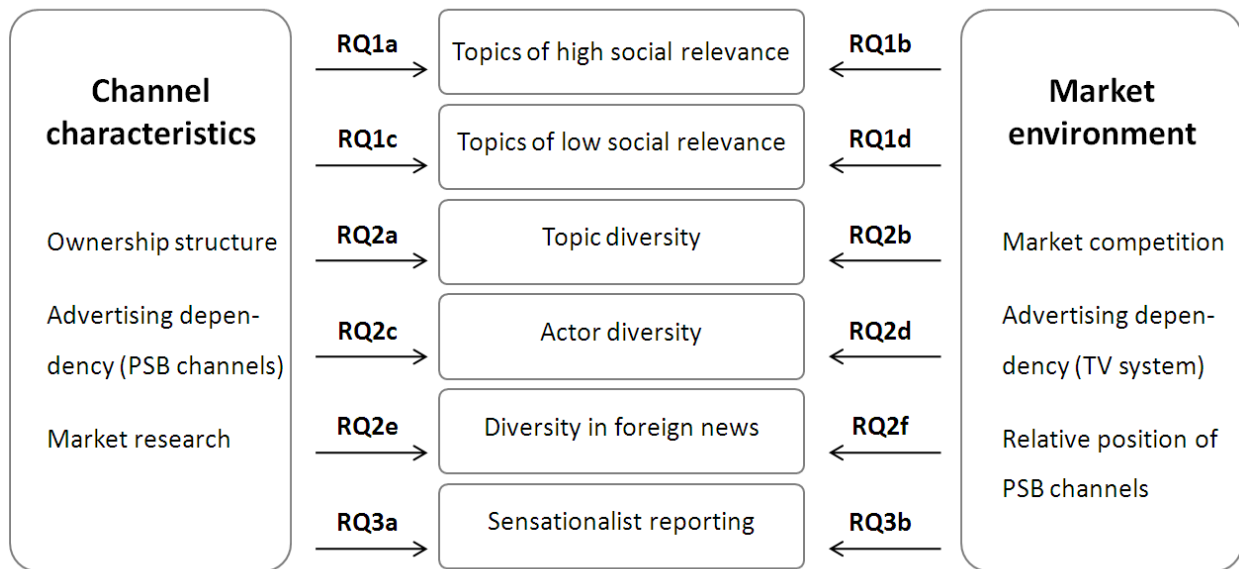 Channel
characteristics
Ownership structure
Advertising depen-
dency (PSB channels)
Market research
RQ1a
Topics of high social relevance
RQ1b
RQ1c
Topics of low social relevance
RQ1d
RQ2a
Topic diversity
RQ2b
RQ2c
Actor diversity
RQ2d
RQ2e
Diversity in foreign news
RQ2f
RQ3a
Sensationalist reporting
RQ3b
Market
environment
Market competition
Advertising depen-
dency (TV system)
Relative position of
PSB channels